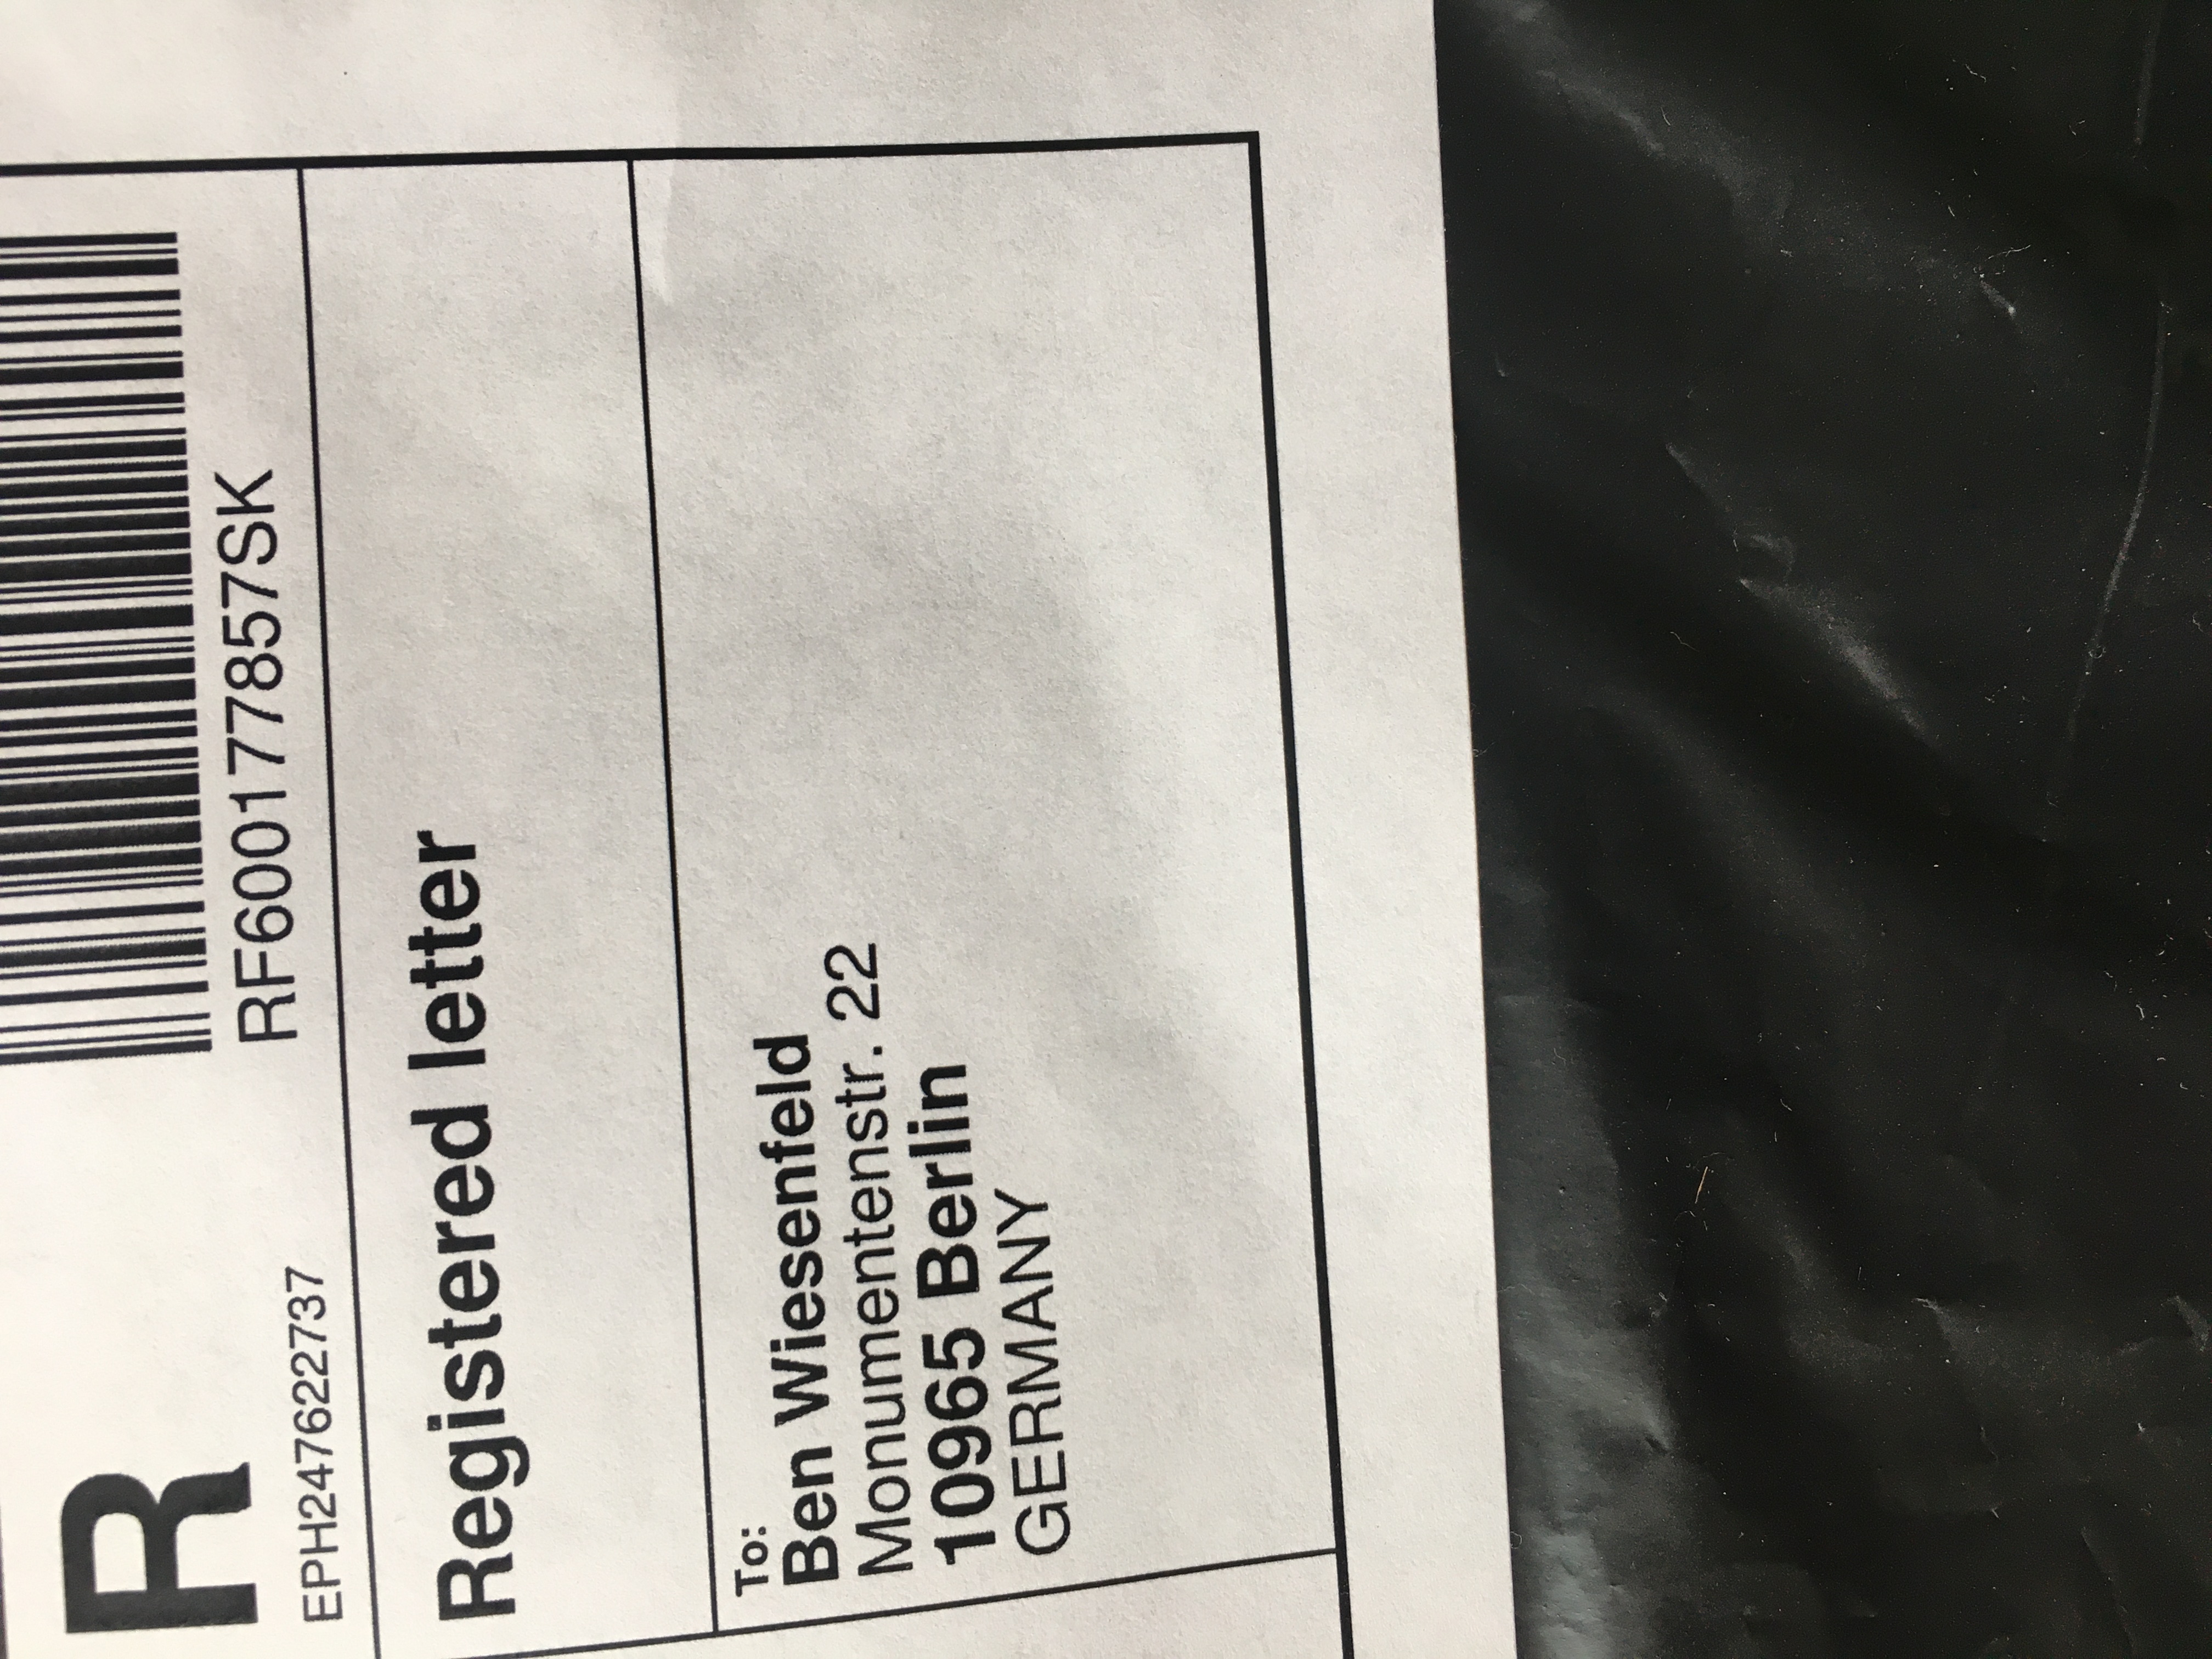 R
RF600177857SK
EPH247622737
Registered letter
To:
Ben Wiesenfeld
Monumentenstr. 22
10965 Berlin
GERMANY